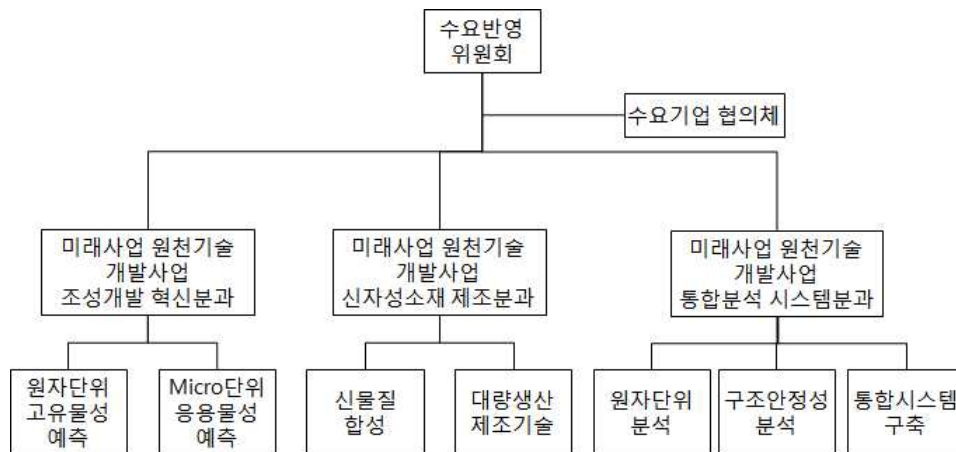 수요반영
위원회
수요기업 협의체
미래사업 원천기술
개발사업
조성개발 혁신분과
미래사업 원천기술
개발사업
신자성소재 제조분과
미래사업 원천기술
개발사업
통합분석 시스템분과
원자단위
고유물성
예측
Micro단위
응용물성
예측
신물질
합성
대량생산
제조기술
원자단위
분석
구조안정성
분석
통합시스템
구축